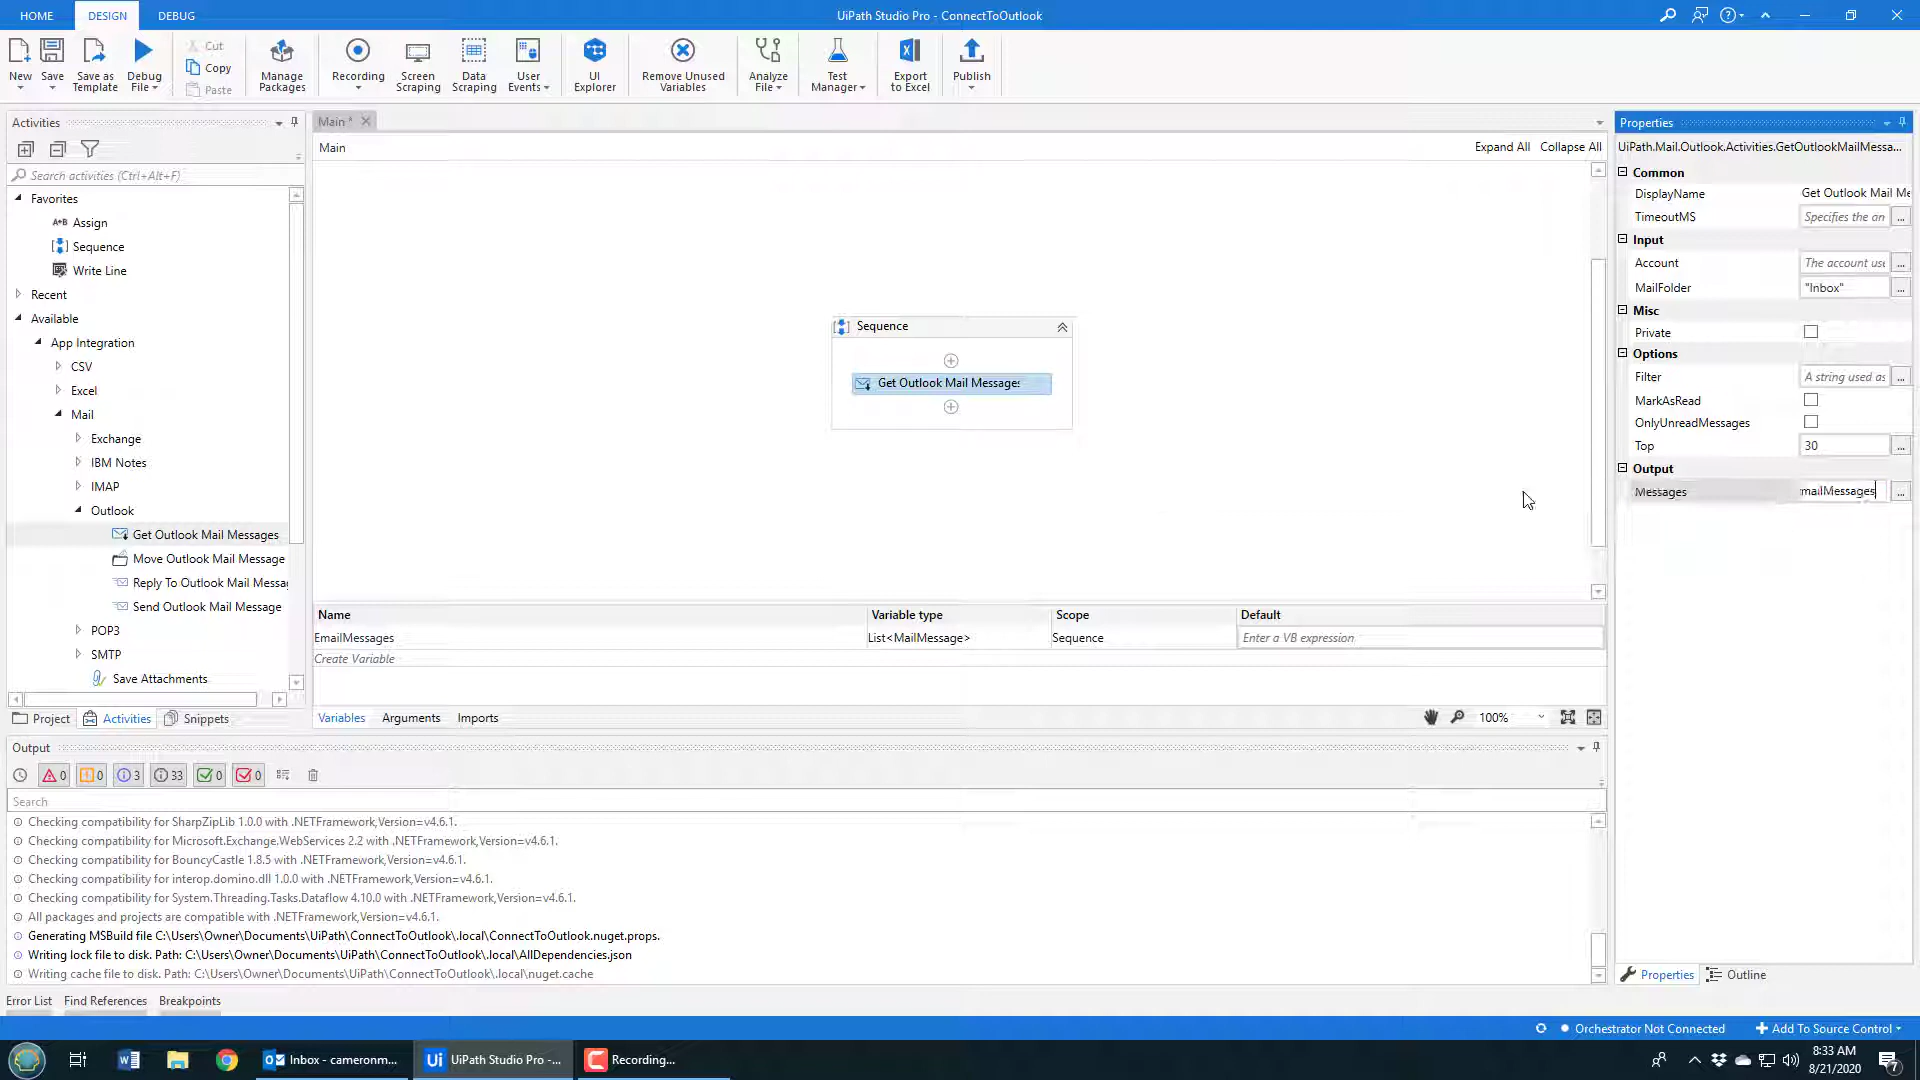 HOME DESIGN DEBUG UiPath Studio Pro - ConnectToOutlook
New Save Save as Template Debug File Cut Copy Paste Manage Packages Recording Screen Scraping Data Scraping User Events UI Explorer Remove Unused Variables Analyze File Test Manager Export to Excel Publish
Activities
Search activities (Ctrl+Alt+F)
Favorites
A+B Assign
Sequence
Write Line
Recent
Available
App Integration
CSV
Excel
Mail
Exchange
IBM Notes
IMAP
Outlook
Get Outlook Mail Messages
Move Outlook Mail Message
Reply To Outlook Mail Messa
Send Outlook Mail Message
POP3
SMTP
Save Attachments
Project Activities Snippets
Main *
Main Expand All Collapse All
Sequence
Get Outlook Mail Messages
Name Variable type Scope Default
EmailMessages List<MailMessage> Sequence Enter a VB expression
Create Variable
Variables Arguments Imports 100%
Properties
UiPath.Mail.Outlook.Activities.GetOutlookMailMessa...
Common
DisplayName Get Outlook Mail Me
TimeoutMS Specifies the an ...
Input
Account The account use ...
MailFolder "Inbox" ...
Misc
Private
Options
Filter A string used as ...
MarkAsRead
OnlyUnreadMessages
Top 30 ...
Output
Messages mailMessages ...
Properties Outline
Output
0 0 3 33 0 0
Search
Checking compatibility for SharpZipLib 1.0.0 with .NETFramework,Version=v4.6.1.
Checking compatibility for Microsoft.Exchange.WebServices 2.2 with .NETFramework,Version=v4.6.1.
Checking compatibility for BouncyCastle 1.8.5 with .NETFramework,Version=v4.6.1.
Checking compatibility for interop.domino.dll 1.0.0 with .NETFramework,Version=v4.6.1.
Checking compatibility for System.Threading.Tasks.Dataflow 4.10.0 with .NETFramework,Version=v4.6.1.
All packages and projects are compatible with .NETFramework,Version=v4.6.1.
Generating MSBuild file C:\Users\Owner\Documents\UiPath\ConnectToOutlook\.local\ConnectToOutlook.nuget.props.
Writing lock file to disk. Path: C:\Users\Owner\Documents\UiPath\ConnectToOutlook\.local\AllDependencies.json
Writing cache file to disk. Path: C:\Users\Owner\Documents\UiPath\ConnectToOutlook\.local\nuget.cache
Error List Find References Breakpoints
Orchestrator Not Connected Add To Source Control
Inbox - cameronm... Ui UiPath Studio Pro -... Recording...
8:33 AM
8/21/2020
7